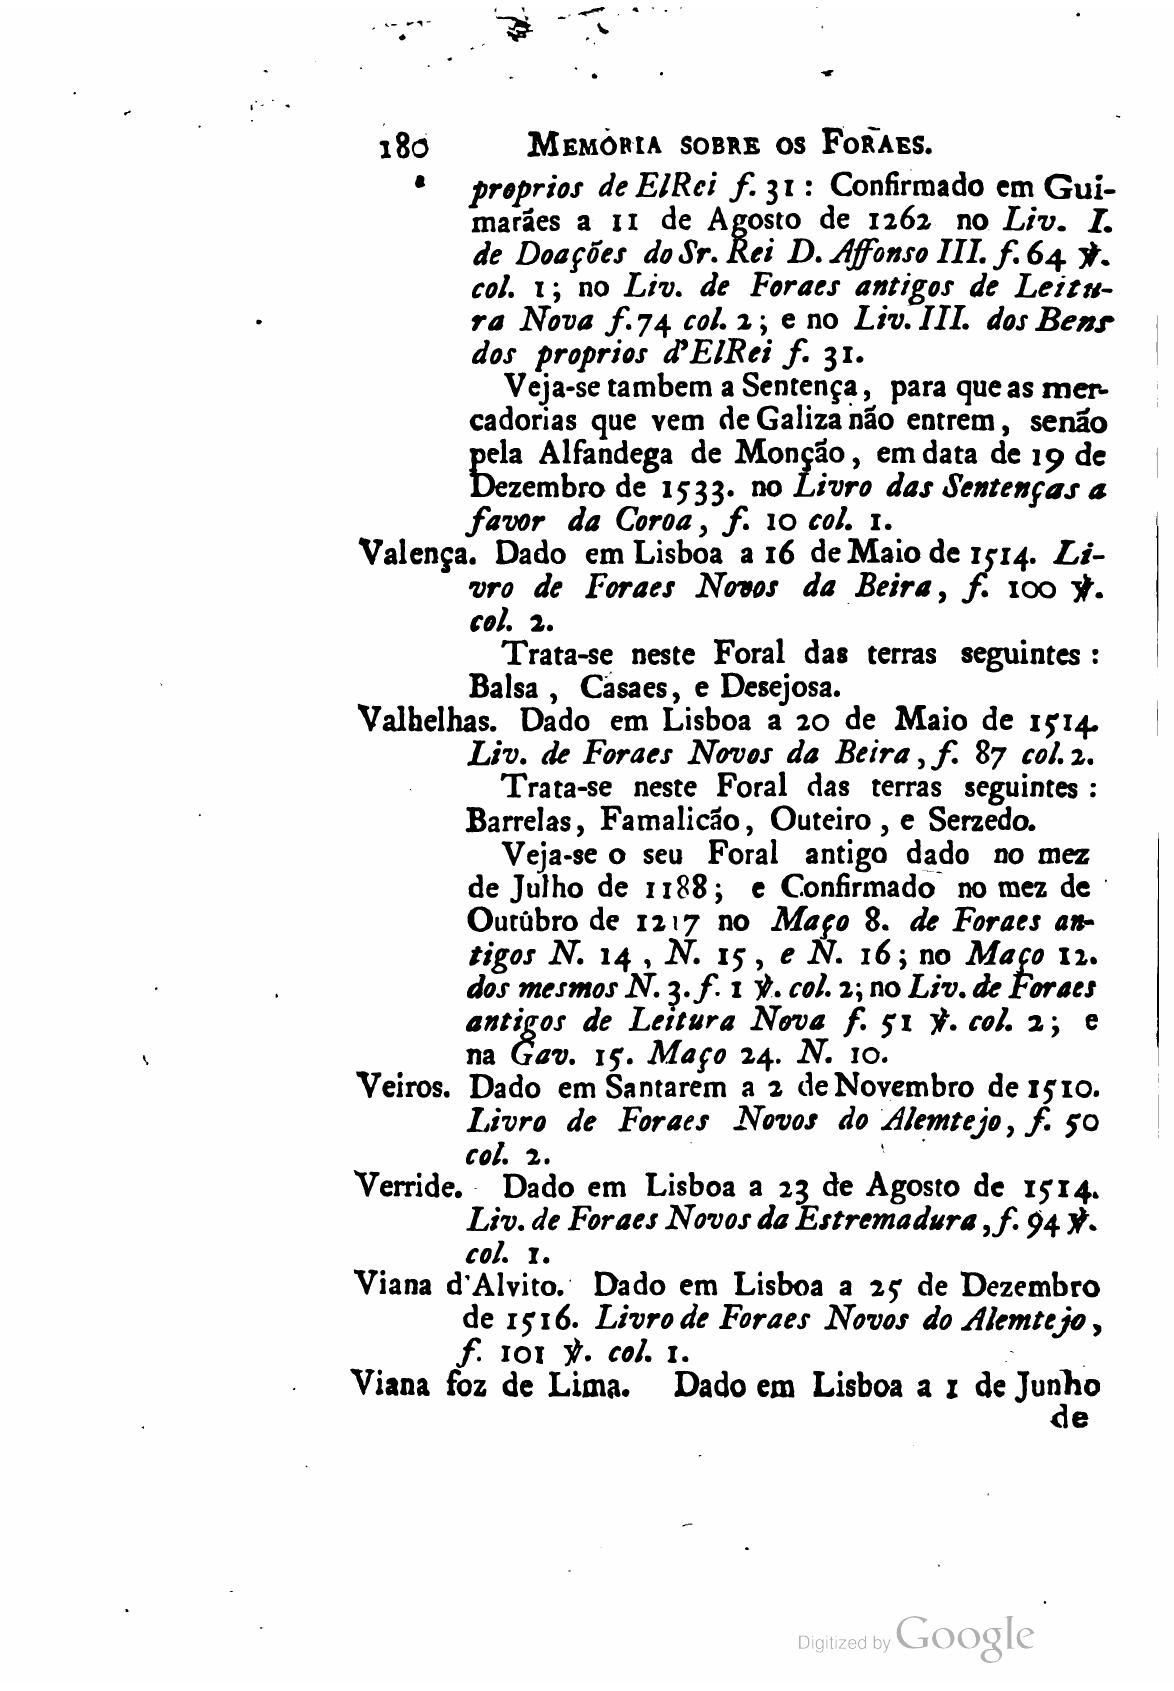 180 MEMORIA SOBRE OS FORAES.
proprios de ElRei f. 31 : Confirmado em Gui-
marães a 11 de Agosto de 1262 no Liv. I.
de Doações do Sr. Rei D. Affonso III. f. 64 ℣.
col. 1; no Liv. de Foraes antigos de Leitu-
ra Nova f. 74 col. 2; e no Liv. III. dos Bens
dos proprios d'ElRei f. 31.
Veja-se tambem a Sentença, para que as mer-
cadorias que vem de Galiza não entrem, senão
pela Alfandega de Monção, em data de 19 de
Dezembro de 1533. no Livro das Sentenças a
favor da Coroa, f. 10 col. 1.
Valença. Dado em Lisboa a 16 de Maio de 1514. Li-
vro de Foraes Novos da Beira, f. 100 ℣.
col. 2.
Trata-se neste Foral das terras seguintes :
Balsa, Casaes, e Desejosa.
Valhelhas. Dado em Lisboa a 20 de Maio de 1514.
Liv. de Foraes Novos da Beira, f. 87 col. 2.
Trata-se neste Foral das terras seguintes :
Barrelas, Famalicão, Outeiro, e Serzedo.
Veja-se o seu Foral antigo dado no mez
de Julho de 1188; e Confirmado no mez de
Outúbro de 1217 no Maço 8. de Foraes an-
tigos N. 14, N. 15, e N. 16; no Maço 12.
dos mesmos N. 3. f. 1 ℣. col. 2; no Liv. de Foraes
antigos de Leitura Nova f. 51 ℣. col. 2; e
na Gav. 15. Maço 24. N. 10.
Veiros. Dado em Santarem a 2 de Novembro de 1510.
Livro de Foraes Novos do Alemtejo, f. 50
col. 2.
Verride. Dado em Lisboa a 23 de Agosto de 1514.
Liv. de Foraes Novos da Estremadura, f. 94 ℣.
col. 1.
Viana d'Alvito. Dado em Lisboa a 25 de Dezembro
de 1516. Livro de Foraes Novos do Alemtejo,
f. 101 ℣. col. 1.
Viana foz de Lima. Dado em Lisboa a 1 de Junho
de
Digitized by Google